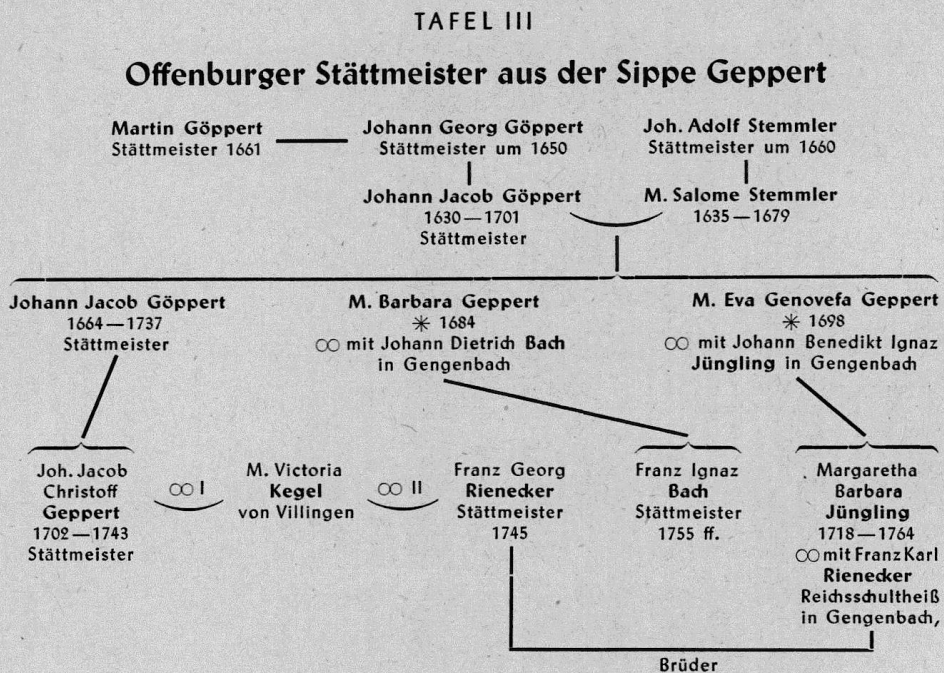 TAFEL III
Offenburger Stättmeister aus der Sippe Geppert
Martin Göppert
Stättmeister 1661
Johann Georg Göppert
Stättmeister um 1650
Joh. Adolf Stemmler
Stättmeister um 1660
Johann Jacob Göppert
1630—1701
Stättmeister
M. Salome Stemmler
1635—1679
Johann Jacob Göppert
1664—1737
Stättmeister
M. Barbara Geppert
✳ 1684
∞ mit Johann Dietrich Bach
in Gengenbach
M. Eva Genovefa Geppert
✳ 1698
∞ mit Johann Benedikt Ignaz
Jüngling in Gengenbach
Joh. Jacob
Christoff
Geppert
1702—1743
Stättmeister
∞ I
M. Victoria
Kegel
von Villingen
∞ II
Franz Georg
Rienecker
Stättmeister
1745
Franz Ignaz
Bach
Stättmeister
1755 ff.
Margaretha
Barbara
Jüngling
1718—1764
∞ mit Franz Karl
Rienecker
Reichsschultheiß
in Gengenbach,
Brüder